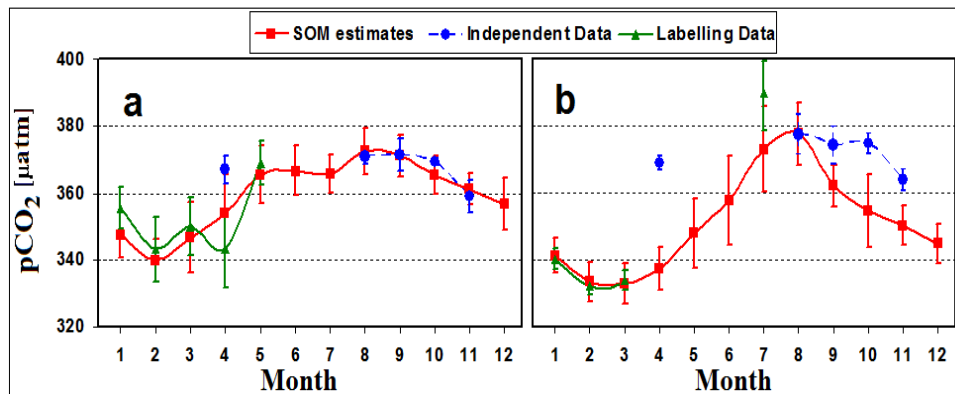 SOM estimates Independent Data Labelling Data
pCO2 [µatm]
400
380
360
340
320
a
b
1 2 3 4 5 6 7 8 9 10 11 12
1 2 3 4 5 6 7 8 9 10 11 12
Month
Month